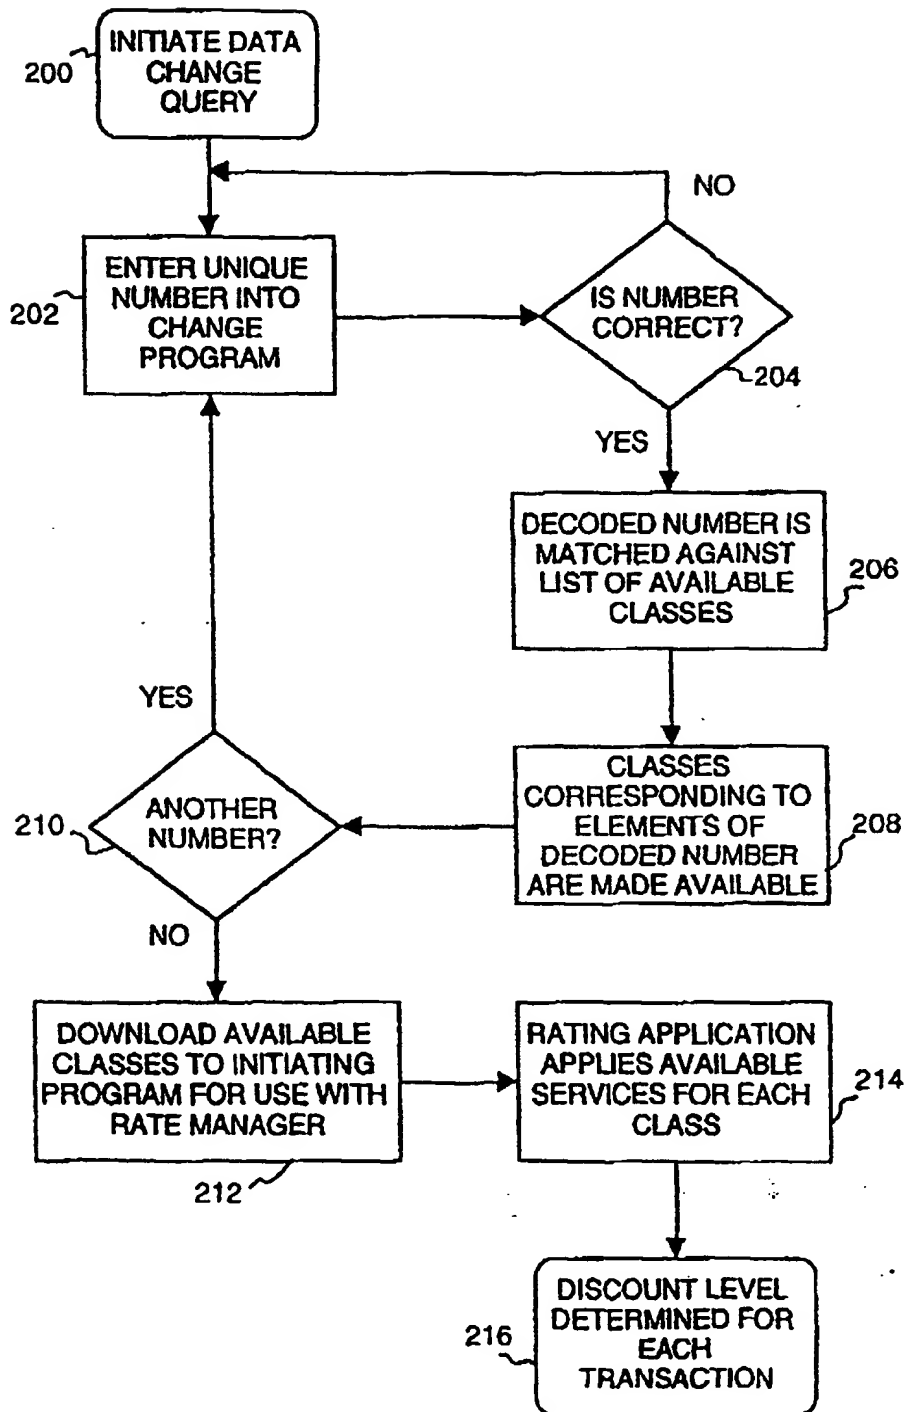 INITIATE DATA
CHANGE
QUERY
200
NO
ENTER UNIQUE
NUMBER INTO
CHANGE
PROGRAM
202
IS NUMBER
CORRECT?
204
YES
DECODED NUMBER IS
MATCHED AGAINST
LIST OF AVAILABLE
CLASSES
206
YES
CLASSES
CORRESPONDING TO
ELEMENTS OF
DECODED NUMBER
ARE MADE AVAILABLE
208
ANOTHER
NUMBER?
210
NO
DOWNLOAD AVAILABLE
CLASSES TO INITIATING
PROGRAM FOR USE WITH
RATE MANAGER
212
RATING APPLICATION
APPLIES AVAILABLE
SERVICES FOR EACH
CLASS
214
DISCOUNT LEVEL
DETERMINED FOR
EACH
TRANSACTION
216